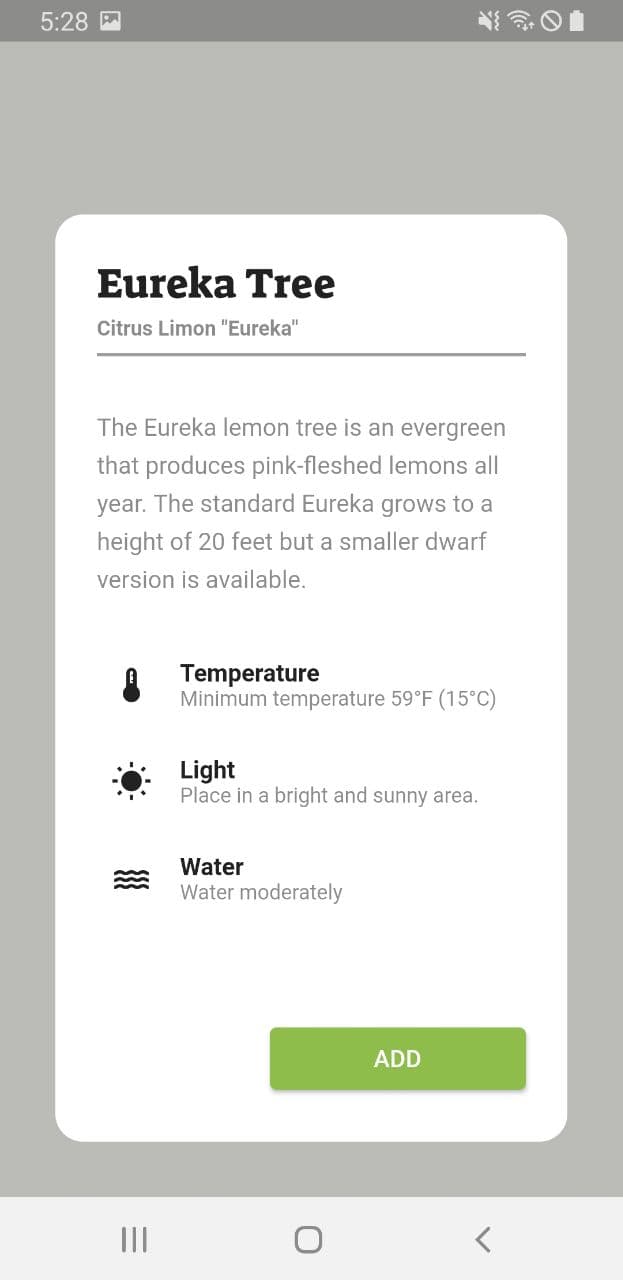 5:28
Eureka Tree
Citrus Limon "Eureka"
The Eureka lemon tree is an evergreen
that produces pink-fleshed lemons all
year. The standard Eureka grows to a
height of 20 feet but a smaller dwarf
version is available.
Temperature
Minimum temperature 59°F (15°C)
Light
Place in a bright and sunny area.
Water
Water moderately
ADD